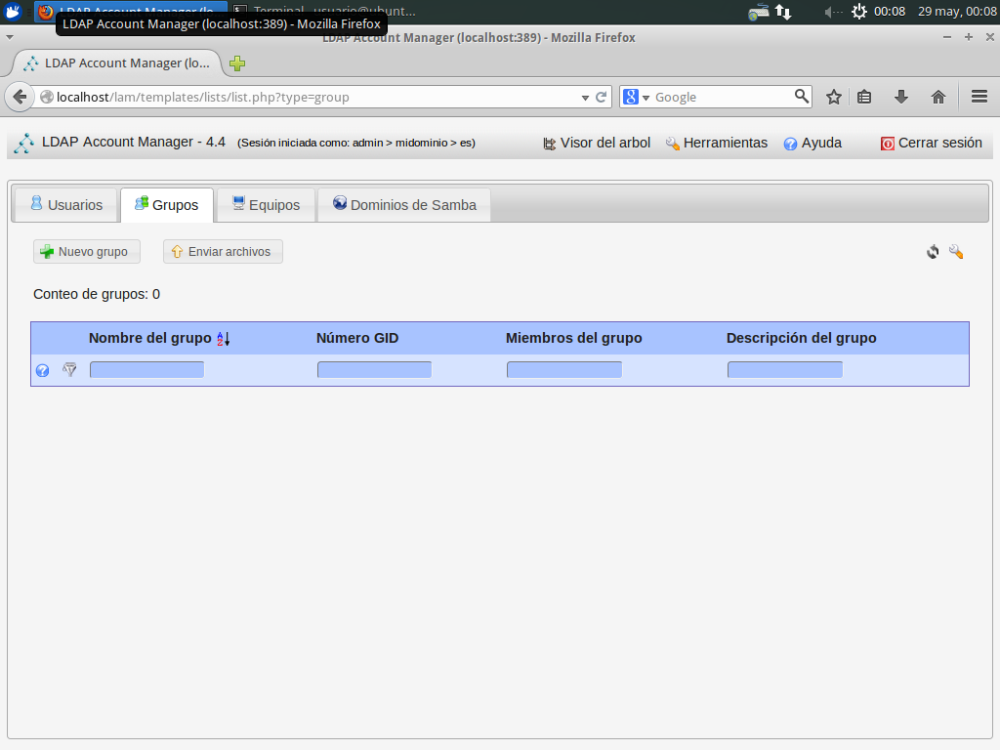 LDAP Account Manager (lo...
Terminal - usuario@ubunt...
00:08
29 may, 00:08
LDAP Account Manager (localhost:389) - Mozilla Firefox
LDAP Account Manager (localhost:389) - Mozilla Firefox
LDAP Account Manager (lo...
localhost/lam/templates/lists/list.php?type=group
Google
LDAP Account Manager - 4.4 (Sesión iniciada como: admin > midominio > es)
Visor del arbol
Herramientas
Ayuda
Cerrar sesión
Usuarios
Grupos
Equipos
Dominios de Samba
Nuevo grupo
Enviar archivos
Conteo de grupos: 0
Nombre del grupo
Número GID
Miembros del grupo
Descripción del grupo